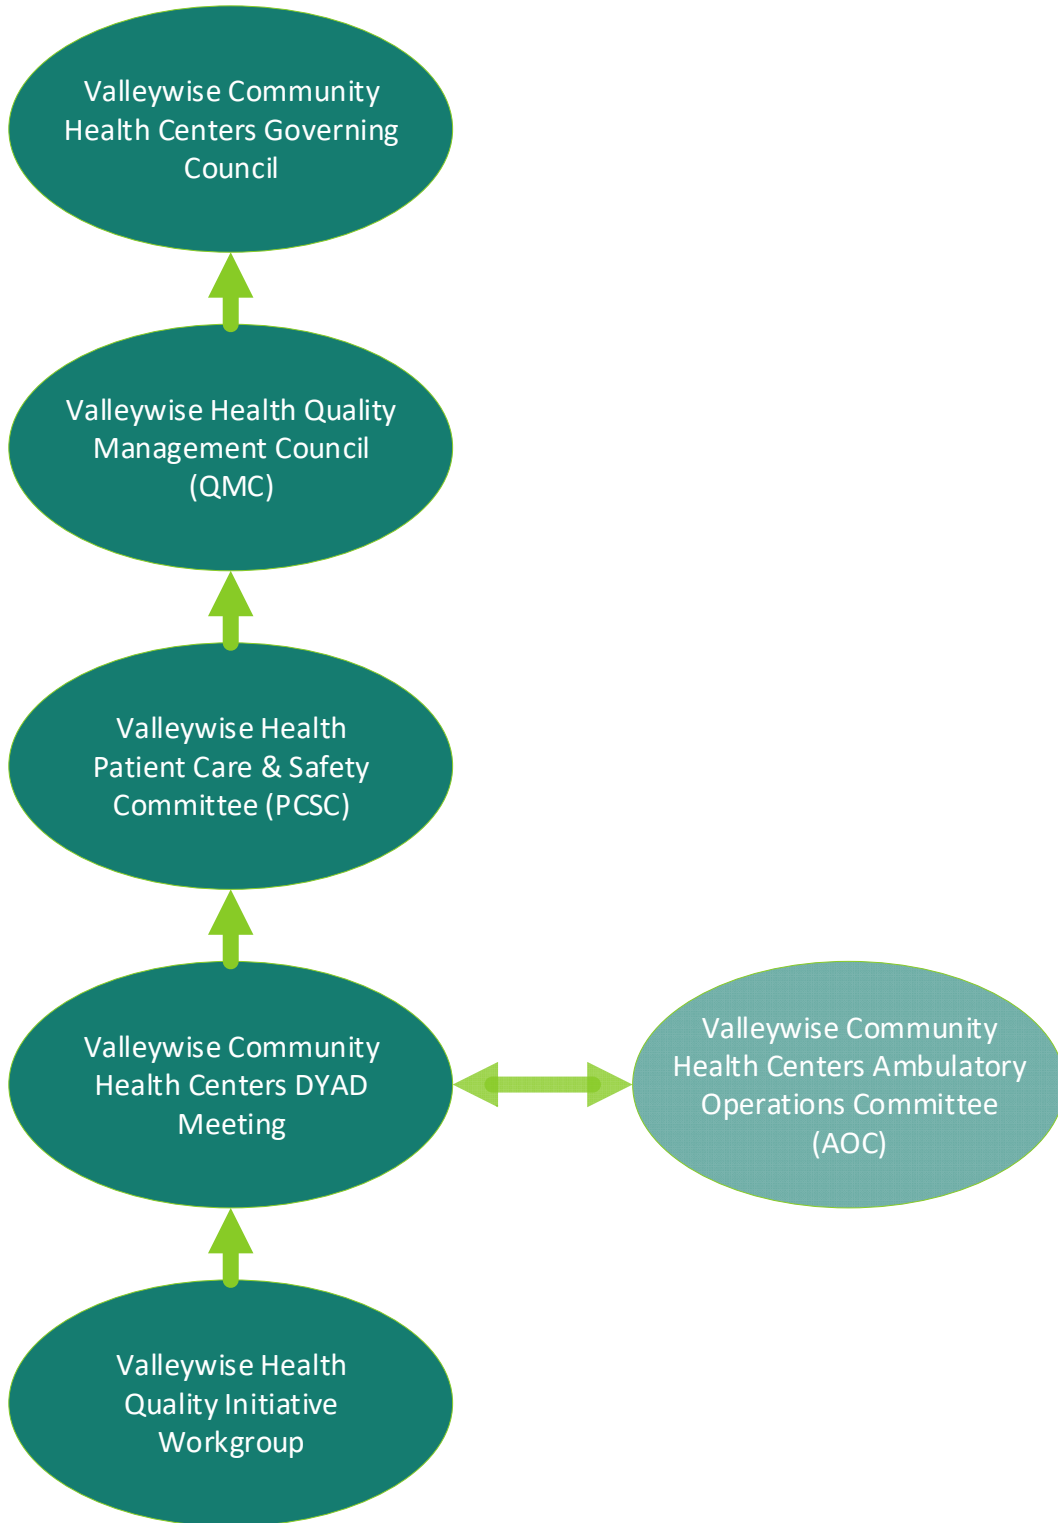 Valleywise Community
Health Centers Governing
Council
Valleywise Health Quality
Management Council
(QMC)
Valleywise Health
Patient Care & Safety
Committee (PCSC)
Valleywise Community
Health Centers DYAD
Meeting
Valleywise Community
Health Centers Ambulatory
Operations Committee
(AOC)
Valleywise Health
Quality Initiative
Workgroup